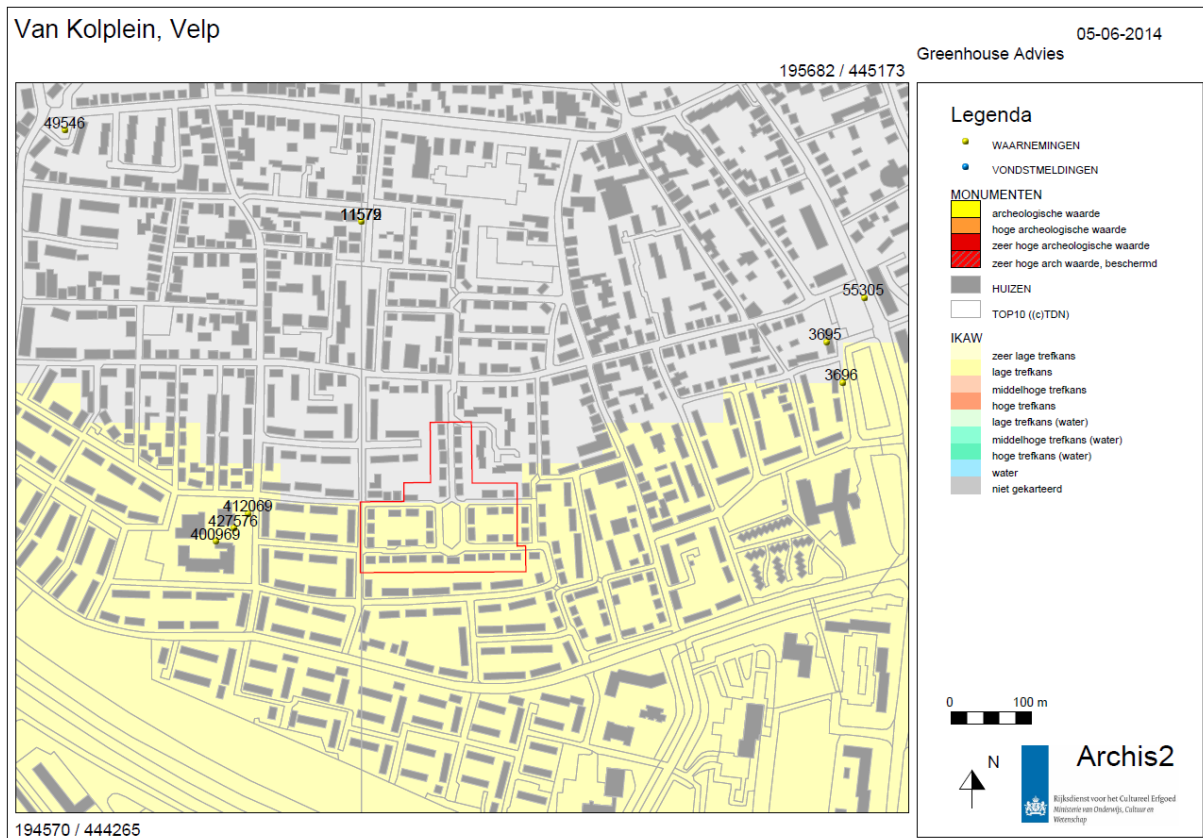 Van Kolplein, Velp
05-06-2014
Greenhouse Advies
195682 / 445173
49546
55305
3695
3696
412069
427576
400969
194570 / 444265
Legenda
WAARNEMINGEN
VONDSTMELDINGEN
MONUMENTEN
archeologische waarde
hoge archeologische waarde
zeer hoge archeologische waarde
zeer hoge arch waarde, beschermd
HUIZEN
TOP10 ((c)TDN)
IKAW
zeer lage trefkans
lage trefkans
middelhoge trefkans
hoge trefkans
lage trefkans (water)
middelhoge trefkans (water)
hoge trefkans (water)
water
niet gekarteerd
0 100 m
N
Archis2
Rijksdienst voor het Cultureel Erfgoed
Ministerie van Onderwijs, Cultuur en
Wetenschap